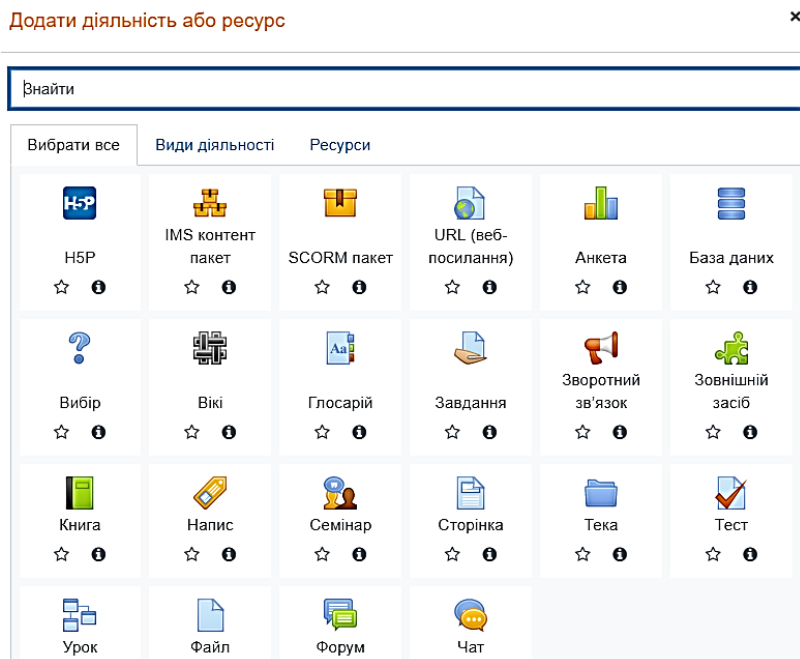 Додати діяльність або ресурс
Знайти
Вибрати все Види діяльності Ресурси
H5P
H5P
IMS контент
пакет
SCORM пакет
URL (веб-
посилання)
Анкета
База даних
Вибір
Вікі
Aa
Глосарій
Завдання
Зворотний
зв'язок
Зовнішній
засіб
Книга
Напис
Семінар
Сторінка
Тека
Тест
Урок
Файл
Форум
Чат